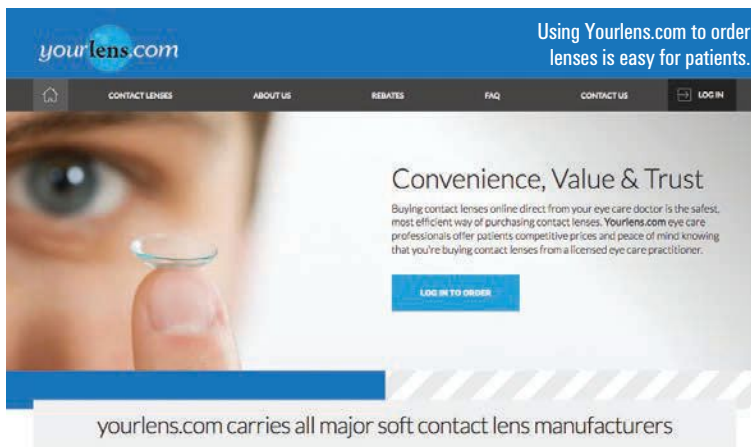 yourlens.com
Using Yourlens.com to order
lenses is easy for patients.
CONTACT LENSES ABOUT US REBATES FAQ CONTACT US LOG IN
Convenience, Value & Trust
Buying contact lenses online direct from your eye care doctor is the safest,
most efficient way of purchasing contact lenses. Yourlens.com eye care
professionals offer patients competitive prices and peace of mind knowing
that you're buying contact lenses from a licensed eye care practitioner.
LOG IN TO ORDER
yourlens.com carries all major soft contact lens manufacturers